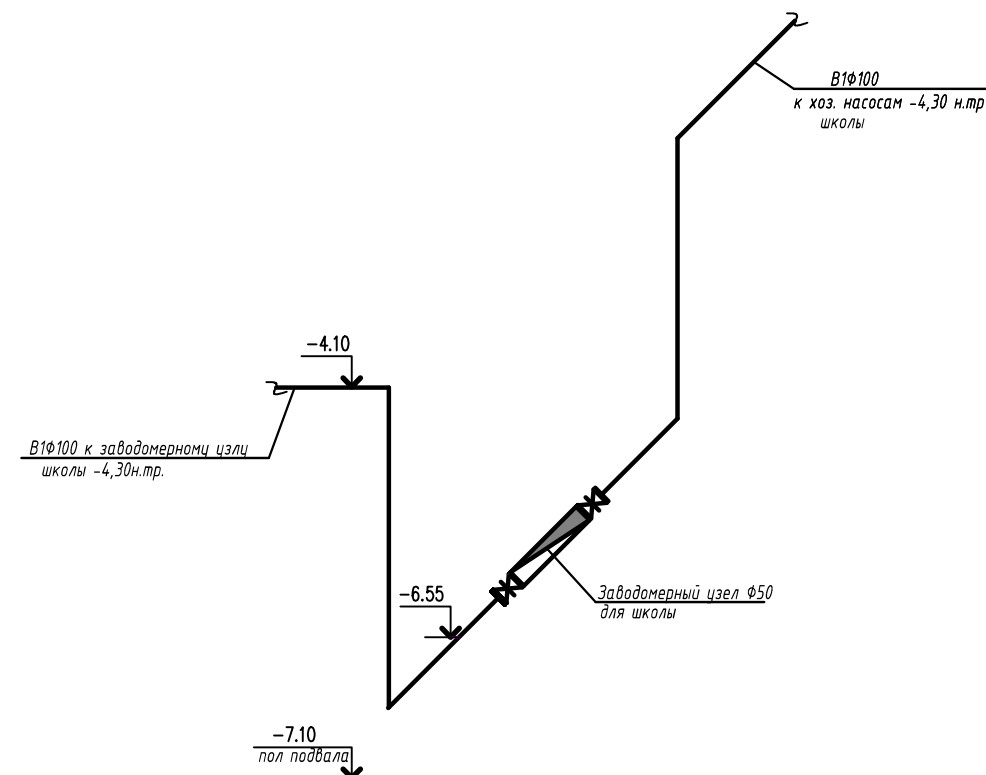 В1Ф100
к хоз. насосам -4,30 н.тр
школы
-4.10
В1Ф100 к заводомерному узлу
школы -4,30н.тр.
-6.55
Заводомерный узел Ф50
для школы
-7.10
пол подвала